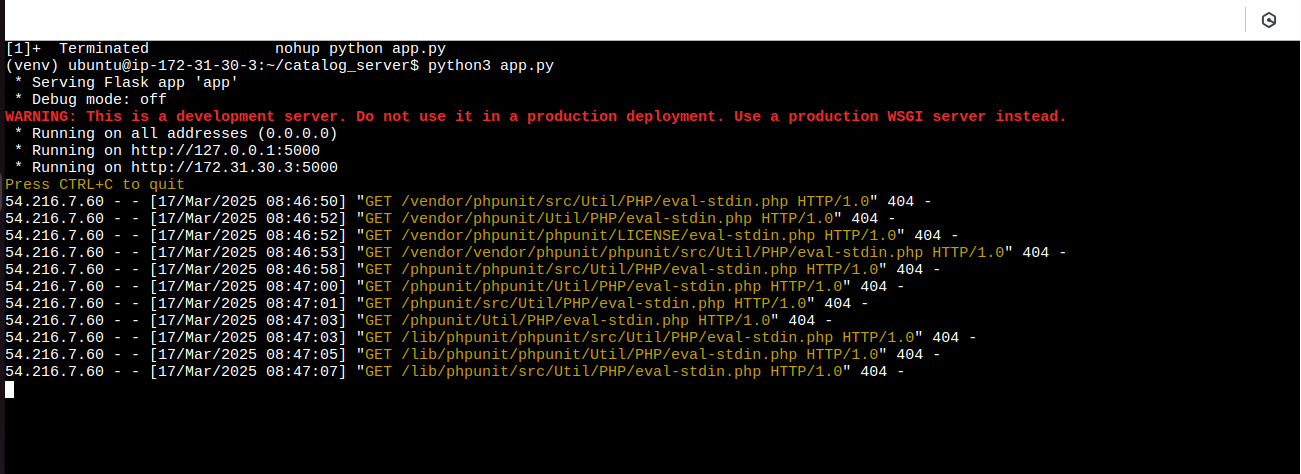 [1]+  Terminated              nohup python app.py
(venv) ubuntu@ip-172-31-30-3:~/catalog_server$ python3 app.py
 * Serving Flask app 'app'
 * Debug mode: off
WARNING: This is a development server. Do not use it in a production deployment. Use a production WSGI server instead.
 * Running on all addresses (0.0.0.0)
 * Running on http://127.0.0.1:5000
 * Running on http://172.31.30.3:5000
Press CTRL+C to quit
54.216.7.60 - - [17/Mar/2025 08:46:50] "GET /vendor/phpunit/src/Util/PHP/eval-stdin.php HTTP/1.0" 404 -
54.216.7.60 - - [17/Mar/2025 08:46:52] "GET /vendor/phpunit/Util/PHP/eval-stdin.php HTTP/1.0" 404 -
54.216.7.60 - - [17/Mar/2025 08:46:52] "GET /vendor/phpunit/phpunit/LICENSE/eval-stdin.php HTTP/1.0" 404 -
54.216.7.60 - - [17/Mar/2025 08:46:53] "GET /vendor/vendor/phpunit/phpunit/src/Util/PHP/eval-stdin.php HTTP/1.0" 404 -
54.216.7.60 - - [17/Mar/2025 08:46:58] "GET /phpunit/phpunit/src/Util/PHP/eval-stdin.php HTTP/1.0" 404 -
54.216.7.60 - - [17/Mar/2025 08:47:00] "GET /phpunit/phpunit/Util/PHP/eval-stdin.php HTTP/1.0" 404 -
54.216.7.60 - - [17/Mar/2025 08:47:01] "GET /phpunit/src/Util/PHP/eval-stdin.php HTTP/1.0" 404 -
54.216.7.60 - - [17/Mar/2025 08:47:03] "GET /phpunit/Util/PHP/eval-stdin.php HTTP/1.0" 404 -
54.216.7.60 - - [17/Mar/2025 08:47:03] "GET /lib/phpunit/phpunit/src/Util/PHP/eval-stdin.php HTTP/1.0" 404 -
54.216.7.60 - - [17/Mar/2025 08:47:05] "GET /lib/phpunit/phpunit/Util/PHP/eval-stdin.php HTTP/1.0" 404 -
54.216.7.60 - - [17/Mar/2025 08:47:07] "GET /lib/phpunit/src/Util/PHP/eval-stdin.php HTTP/1.0" 404 -